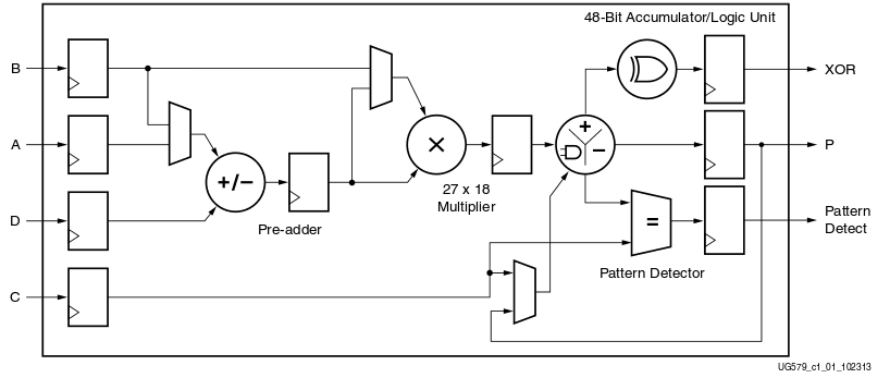 48-Bit Accumulator/Logic Unit
B
XOR
A
+
−
P
×
+/−
27 x 18
Multiplier
D
Pre-adder
=
Pattern
Detect
Pattern Detector
C
UG579_c1_01_102313